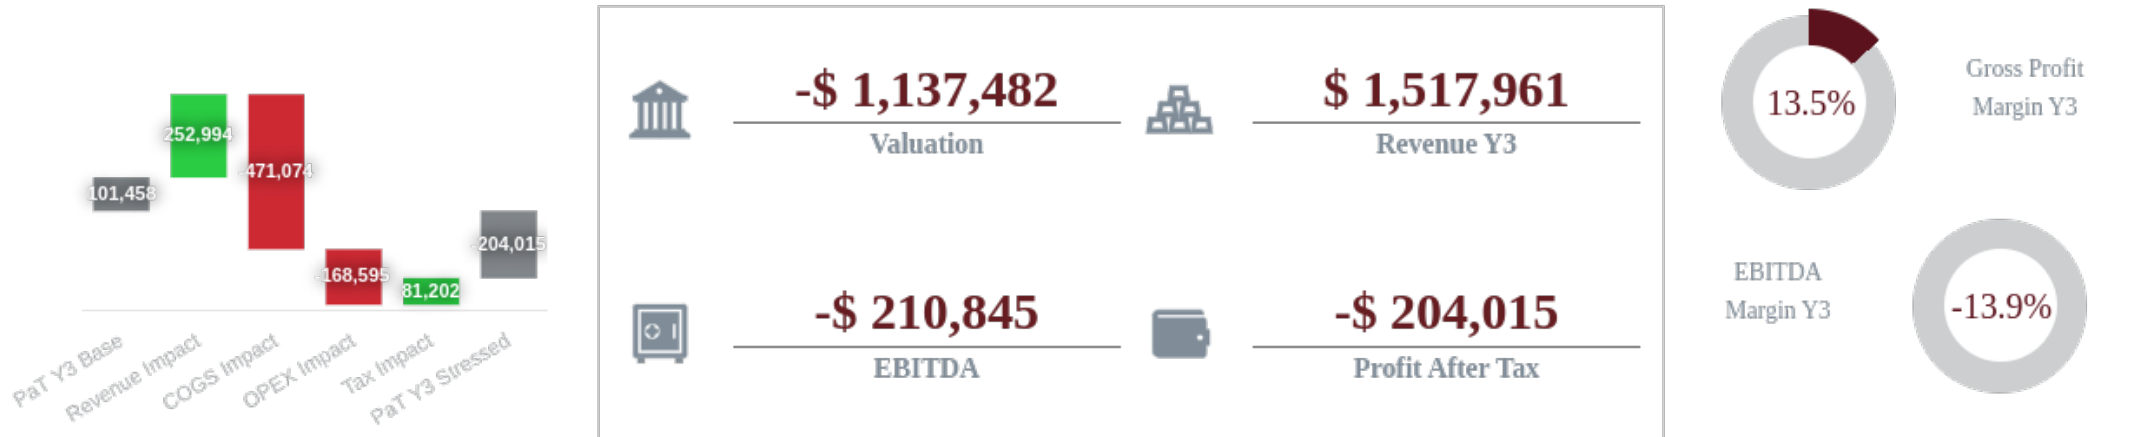 101,458
252,994
-471,074
-168,595
81,202
-204,015
PaT Y3 Base
Revenue Impact
COGS Impact
OPEX Impact
Tax Impact
PaT Y3 Stressed
-$ 1,137,482
Valuation
$ 1,517,961
Revenue Y3
-$ 210,845
EBITDA
-$ 204,015
Profit After Tax
13.5%
Gross Profit
Margin Y3
EBITDA
Margin Y3
-13.9%